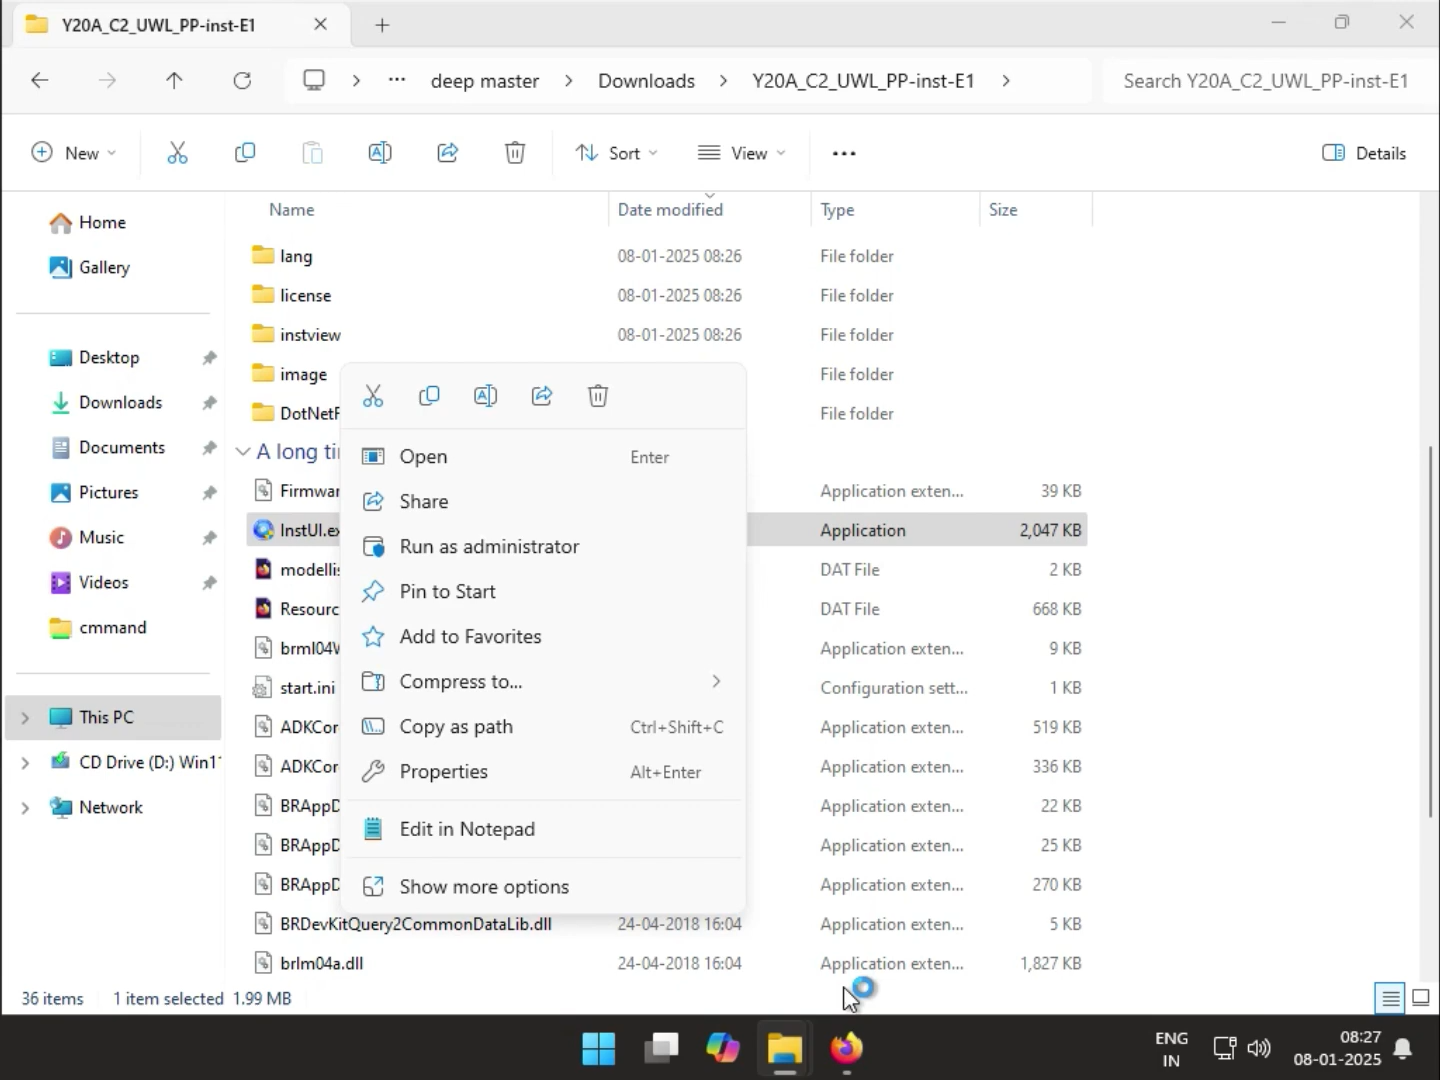 Y20A_C2_UWL_PP-inst-E1
deep master
Downloads
Y20A_C2_UWL_PP-inst-E1
Search Y20A_C2_UWL_PP-inst-E1
New
Sort
View
Details
Home
Gallery
Desktop
Downloads
Documents
Pictures
Music
Videos
cmmand
This PC
CD Drive (D:) Win1
Network
Name Date modified Type Size
lang 08-01-2025 08:26 File folder
license 08-01-2025 08:26 File folder
instview 08-01-2025 08:26 File folder
image File folder
DotNetF File folder
A long ti
Firmwar Application exten... 39 KB
InstUI.ex Application 2,047 KB
modellis DAT File 2 KB
Resourc DAT File 668 KB
brml04W Application exten... 9 KB
start.ini Configuration sett... 1 KB
ADKCor Application exten... 519 KB
ADKCor Application exten... 336 KB
BRAppD Application exten... 22 KB
BRAppD Application exten... 25 KB
BRAppD Application exten... 270 KB
BRDevKitQuery2CommonDataLib.dll 24-04-2018 16:04 Application exten... 5 KB
brlm04a.dll 24-04-2018 16:04 Application exten... 1,827 KB
Open Enter
Share
Run as administrator
Pin to Start
Add to Favorites
Compress to...
Copy as path Ctrl+Shift+C
Properties Alt+Enter
Edit in Notepad
Show more options
36 items 1 item selected 1.99 MB
ENG
IN
08:27
08-01-2025